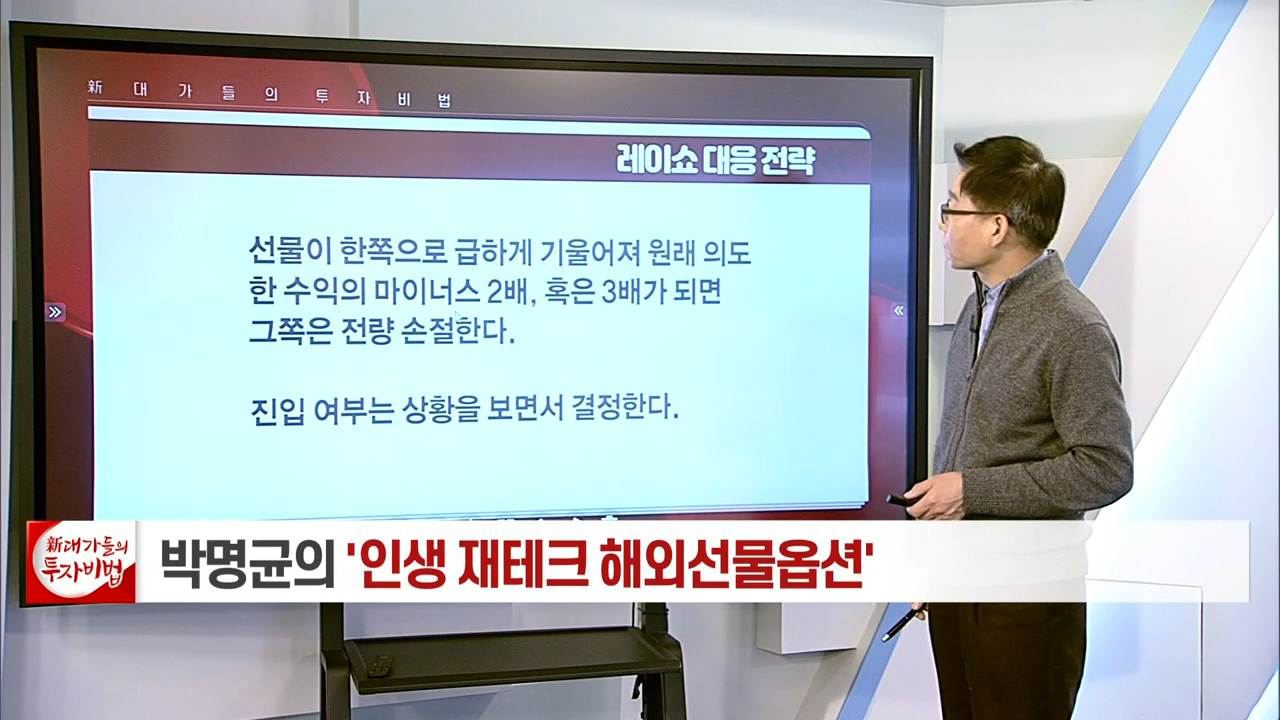 新 대 가 들 의 투 자 비 법
레이쇼 대응 전략
선물이 한쪽으로 급하게 기울어져 원래 의도
한 수익의 마이너스 2배, 혹은 3배가 되면
그쪽은 전량 손절한다.
진입 여부는 상황을 보면서 결정한다.
新대가들의
투자비법
박명균의 '인생 재테크 해외선물옵션'